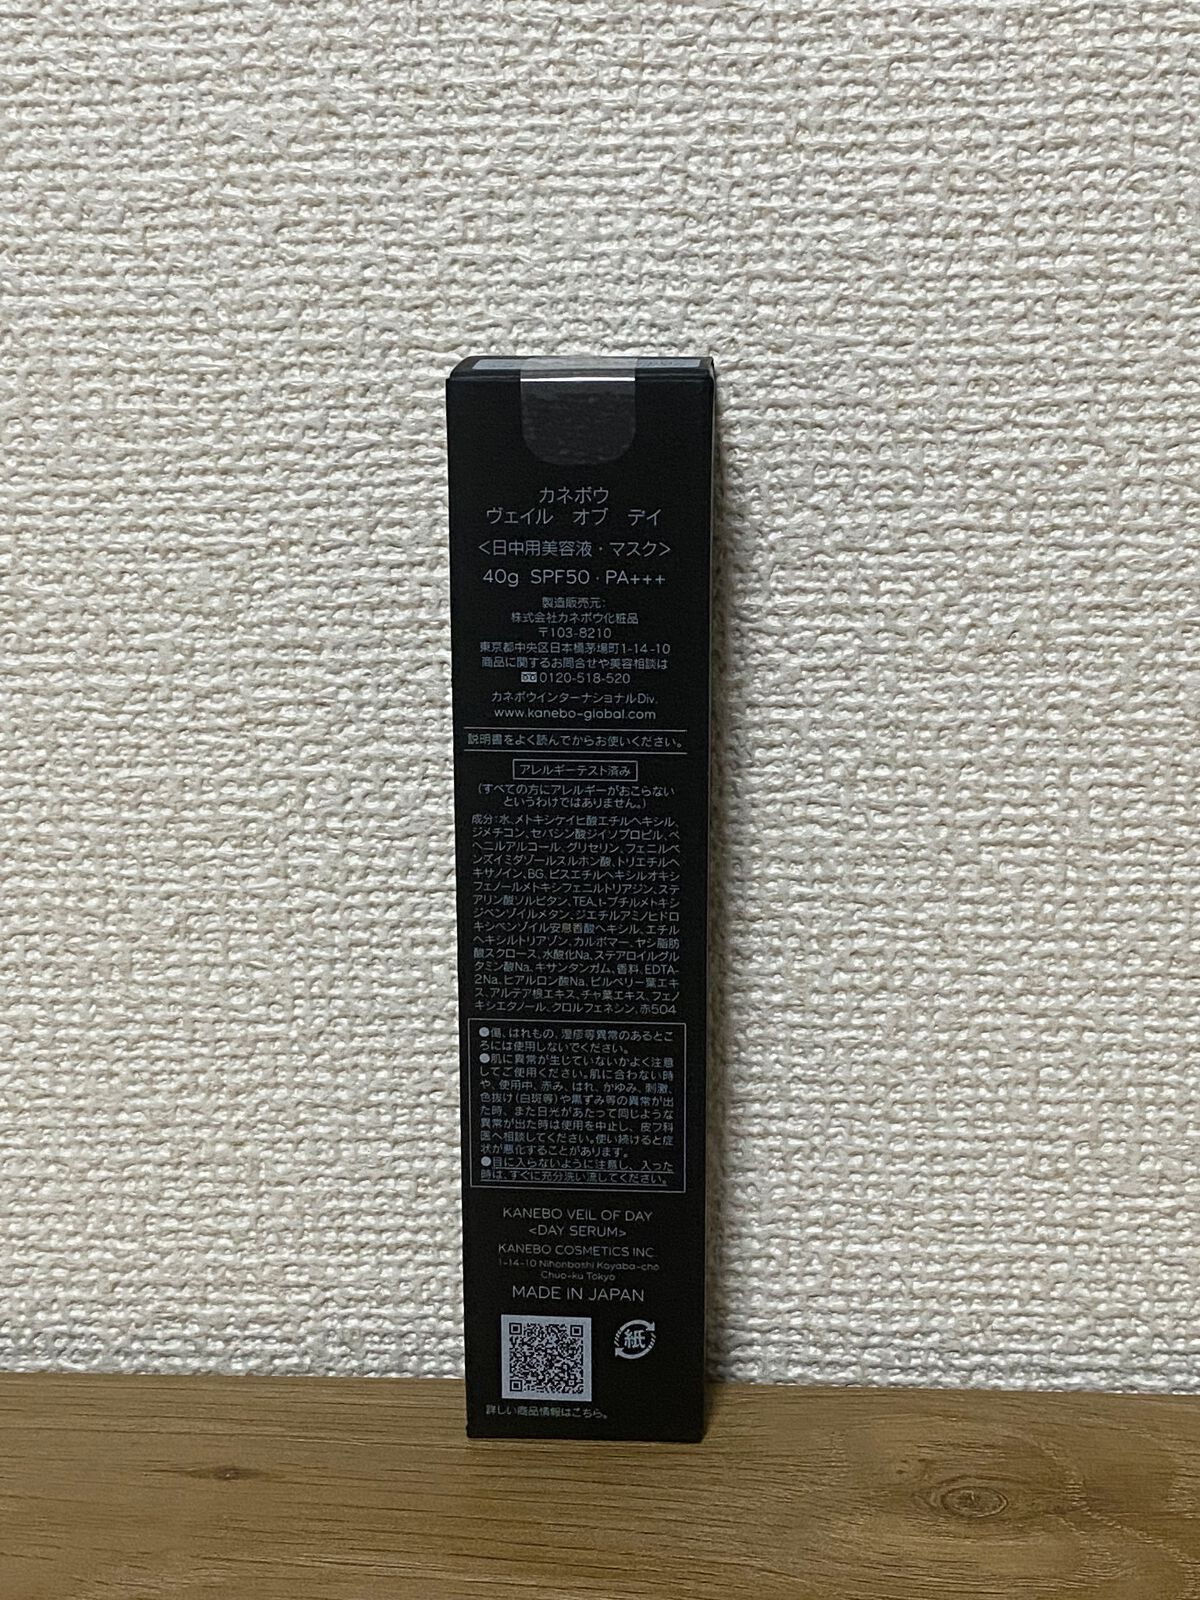 カネボウ
ヴェイル オブ デイ
<日中用美容液・マスク>
40g SPF50・PA+++
製造販売元:
株式会社カネボウ化粧品
〒103-8210
東京都中央区日本橋茅場町1-14-10
商品に関するお問合せや美容相談は
0120-518-520
カネボウインターナショナルDiv.
www.kanebo-global.com
説明書をよく読んでからお使いください。
アレルギーテスト済み
(すべての方にアレルギーがおこらない
というわけではありません。)
成分:水、メトキシケイヒ酸エチルヘキシル、
ジメチコン、セバシン酸ジイソプロピル、ベ
ヘニルアルコール、グリセリン、フェニルベ
ンズイミダゾールスルホン酸、トリエチルヘ
キサノイン、BG、ビスエチルヘキシルオキシ
フェノールメトキシフェニルトリアジン、ステ
アリン酸ソルビタン、TEA、t-ブチルメトキシ
ジベンゾイルメタン、ジエチルアミノヒドロ
キシベンゾイル安息香酸ヘキシル、エチル
ヘキシルトリアゾン、カルボマー、ヤシ脂肪
酸スクロース、水酸化Na、ステアロイルグル
タミン酸Na、キサンタンガム、香料、EDTA-
2Na、ヒアルロン酸Na、ビルベリー葉エキ
ス、アルテア根エキス、チャ葉エキス、フェノ
キシエタノール、クロルフェネシン、赤504
●傷、はれもの、湿疹等異常のあるとこ
ろには使用しないでください。
●肌に異常が生じていないかよく注意
してご使用ください。肌に合わない時
や、使用中、赤み、はれ、かゆみ、刺激、
色抜け(白斑等)や黒ずみ等の異常が出
た時、また日光があたって同じような
異常が出た時は使用を中止し、皮フ科
医へ相談してください。使い続けると症
状が悪化することがあります。
●目に入らないように注意し、入った
時は、すぐに充分洗い流してください。
KANEBO VEIL OF DAY
<DAY SERUM>
KANEBO COSMETICS INC.
1-14-10 Nihonbashi Kayaba-cho
Chuo-ku Tokyo
MADE IN JAPAN
紙
詳しい商品情報はこちら。